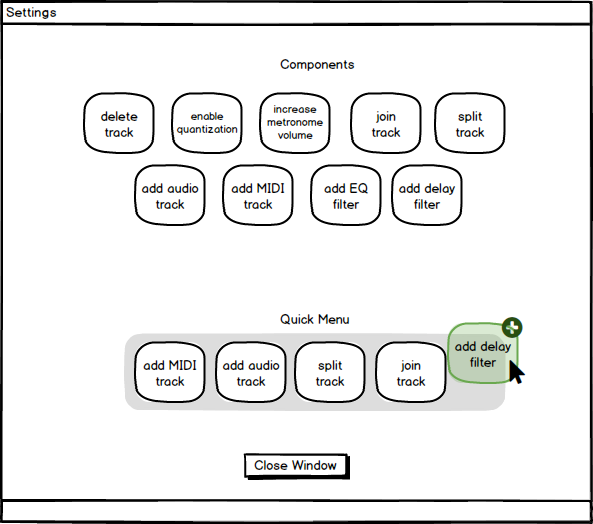 Settings
Components
delete
track
enable
quantization
increase
metronome
volume
join
track
split
track
add audio
track
add MIDI
track
add EQ
filter
add delay
filter
Quick Menu
add MIDI
track
add audio
track
split
track
join
track
add delay
filter
Close Window